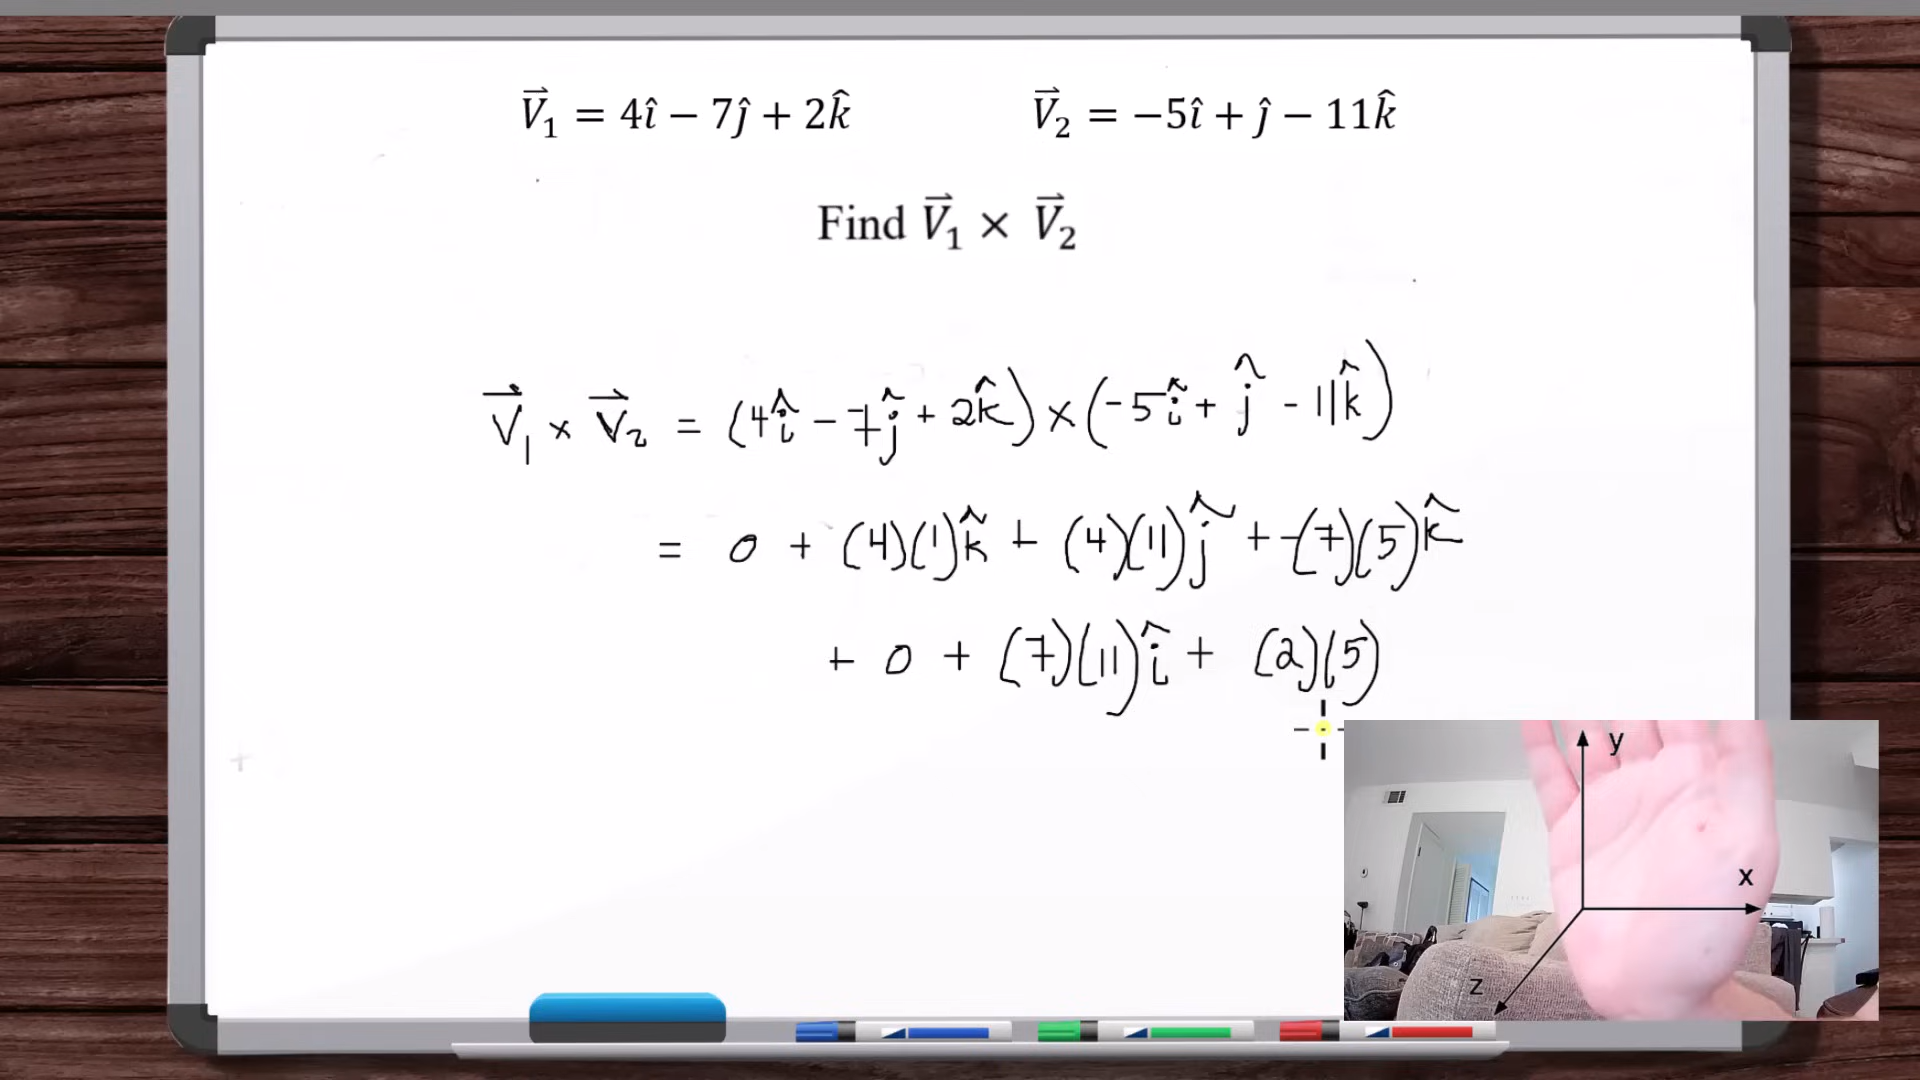 V⃗₁ = 4î − 7ĵ + 2k̂    V⃗₂ = −5î + ĵ − 11k̂
Find V⃗₁ × V⃗₂
V⃗₁ × V⃗₂ = (4î − 7ĵ + 2k̂) × (−5î + ĵ − 11k̂)
= 0 + (4)(1)k̂ + (4)(11)ĵ + −(7)(5)k̂
+ 0 + (7)(11)î + (2)(5)
y
x
z